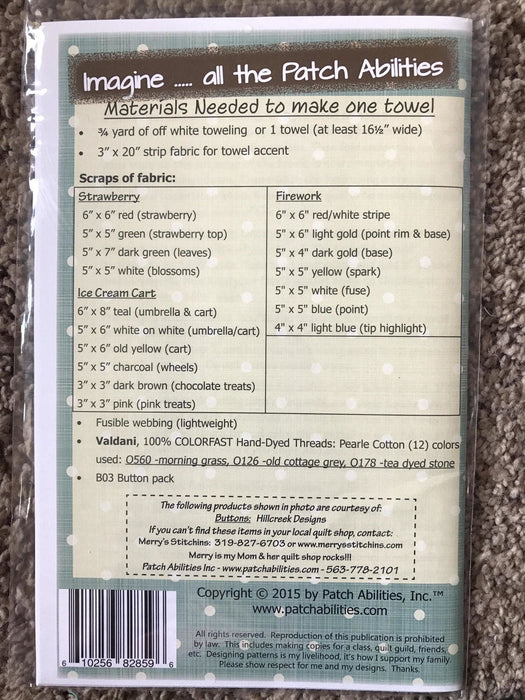 Imagine ..... all the Patch Abilities
Materials Needed to make one towel
• ¾ yard of off white toweling or 1 towel (at least 16½" wide)
• 3" x 20" strip fabric for towel accent
Scraps of fabric:
Strawberry
6" x 6" red (strawberry)
5" x 5" green (strawberry top)
5" x 7" dark green (leaves)
5" x 5" white (blossoms)
Ice Cream Cart
6" x 8" teal (umbrella & cart)
5" x 6" white on white (umbrella/cart)
5" x 6" old yellow (cart)
5" x 5" charcoal (wheels)
3" x 3" dark brown (chocolate treats)
3" x 3" pink (pink treats)
Firework
6" x 6" red/white stripe
5" x 6" light gold (point rim & base)
5" x 4" dark gold (base)
5" x 5" yellow (spark)
5" x 5" white (fuse)
5" x 5" blue (point)
4" x 4" light blue (tip highlight)
• Fusible webbing (lightweight)
• Valdani, 100% COLORFAST Hand-Dyed Threads: Pearle Cotton (12) colors
used: O560 -morning grass, O126 -old cottage grey, O178 -tea dyed stone
• B03 Button pack
The following products shown in photo are courtesy of:
Buttons: Hillcreek Designs
If you can't find these items in your local quilt shop, contact:
Merry's Stitchins: 319-827-6703 or www.merrysstitchins.com
Merry is my Mom & her quilt shop rocks!!!
Patch Abilities Inc - www.patchabilities.com - 563-778-2101
Copyright © 2015 by Patch Abilities, Inc.™
www.patchabilities.com
All rights reserved. Reproduction of this publication is prohibited
by law. This includes making copies for a class, quilt guild, friends,
etc. Designing patterns is my livelihood, it's how I support my family.
Please show respect for me and my designs. Thanks.
6 10256 82859 6